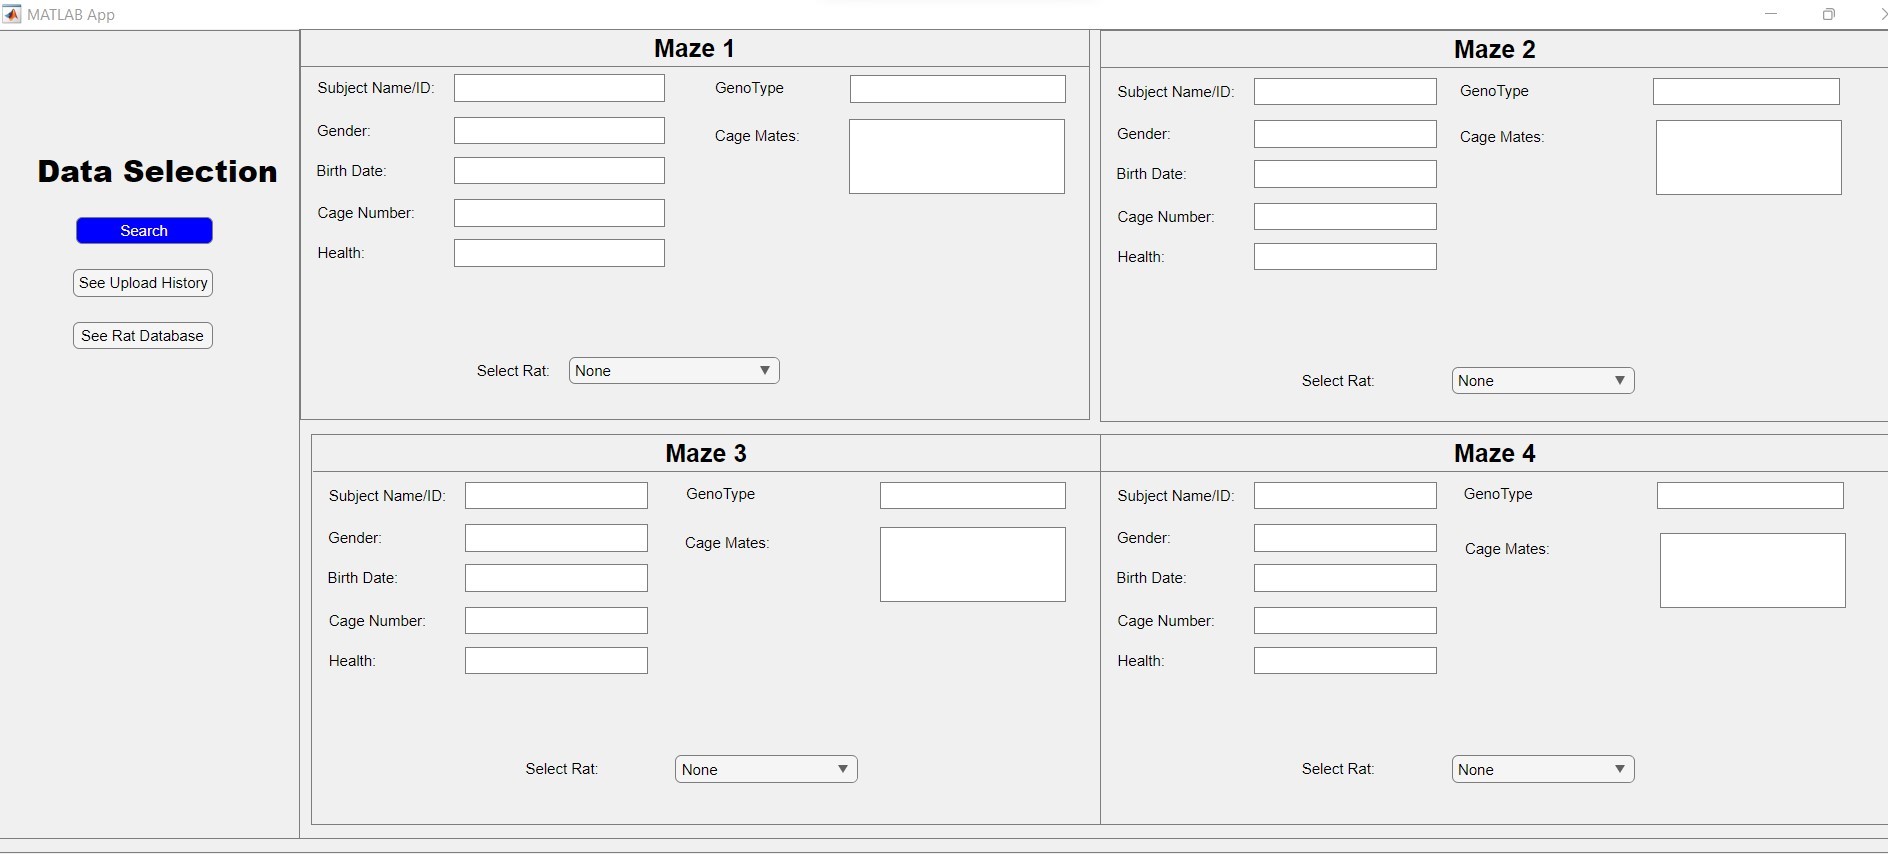 MATLAB App
Data Selection
Search
See Upload History
See Rat Database
Maze 1
Subject Name/ID:
GenoType
Gender:
Cage Mates:
Birth Date:
Cage Number:
Health:
Select Rat: None
Maze 2
Subject Name/ID:
GenoType
Gender:
Cage Mates:
Birth Date:
Cage Number:
Health:
Select Rat: None
Maze 3
Subject Name/ID:
GenoType
Gender:
Cage Mates:
Birth Date:
Cage Number:
Health:
Select Rat: None
Maze 4
Subject Name/ID:
GenoType
Gender:
Cage Mates:
Birth Date:
Cage Number:
Health:
Select Rat: None